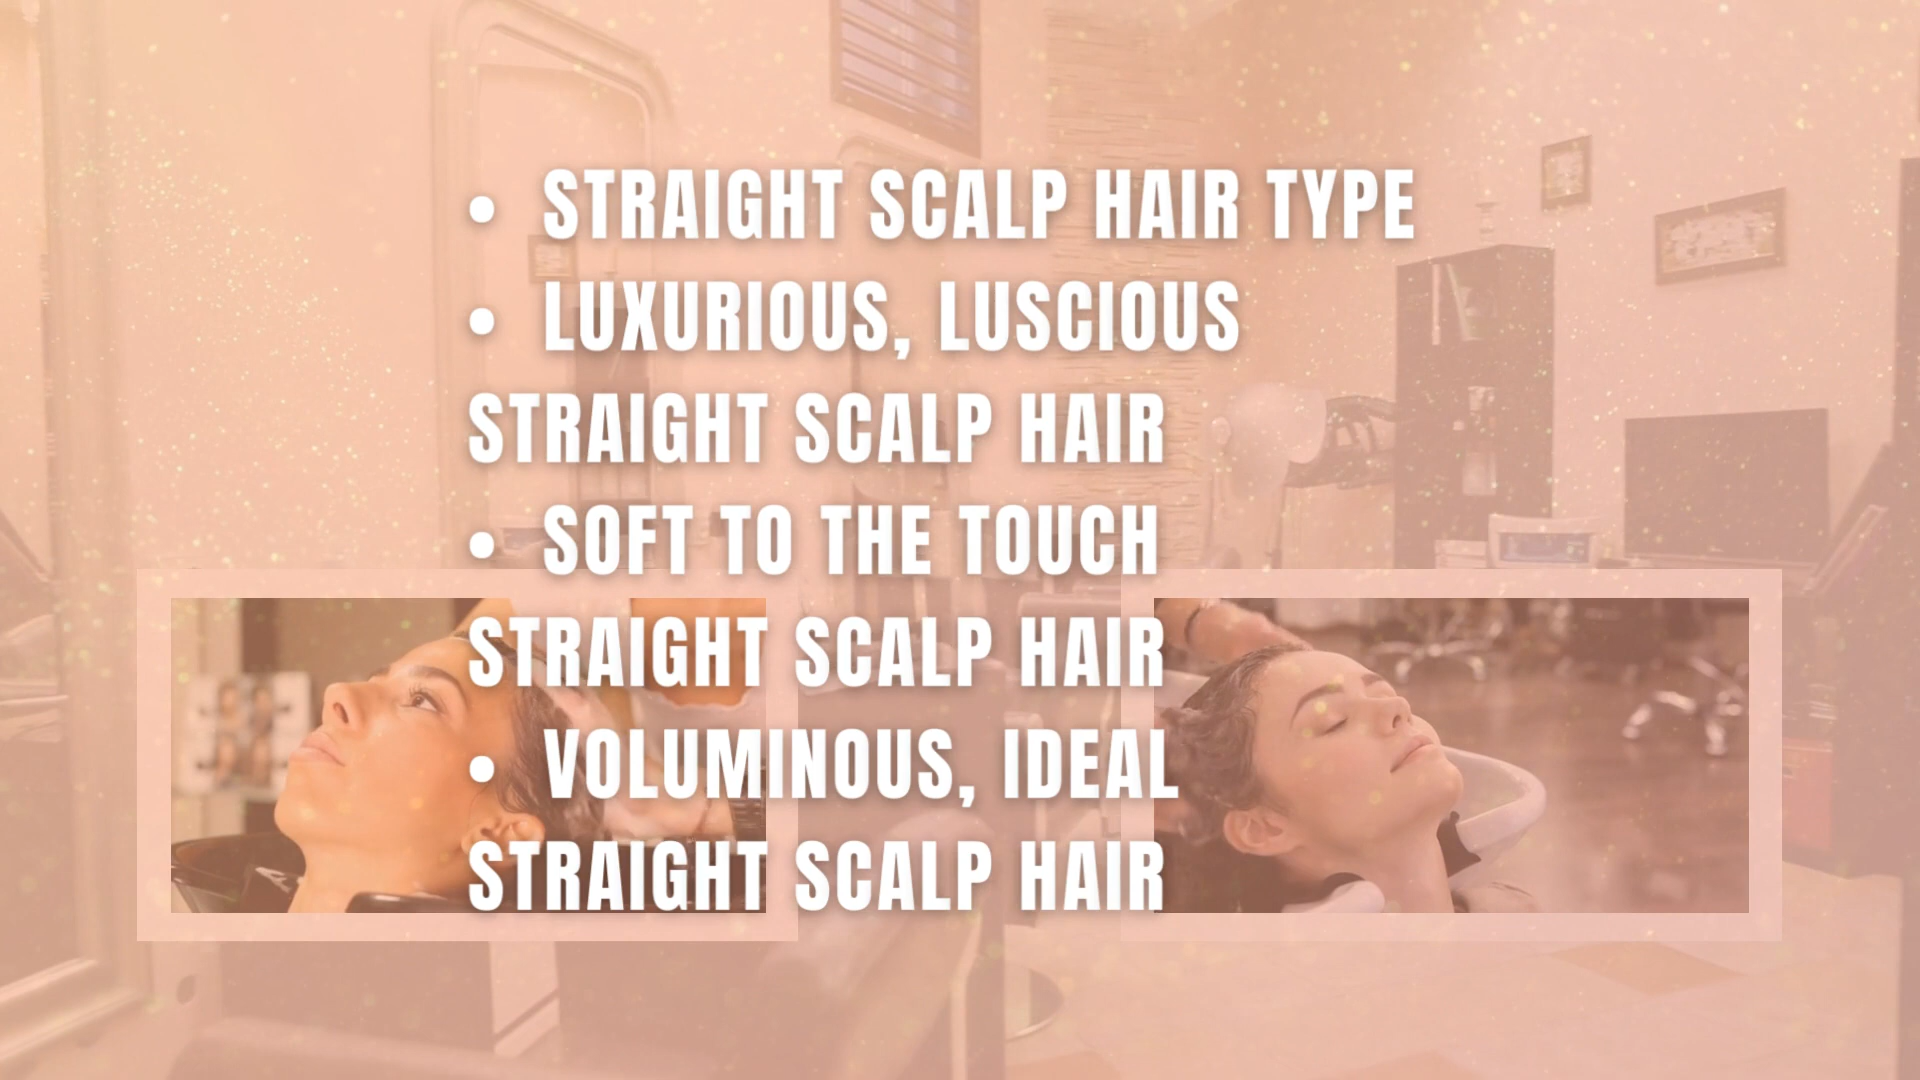 • STRAIGHT SCALP HAIR TYPE
• LUXURIOUS, LUSCIOUS
STRAIGHT SCALP HAIR
• SOFT TO THE TOUCH
STRAIGHT SCALP HAIR
• VOLUMINOUS, IDEAL
STRAIGHT SCALP HAIR